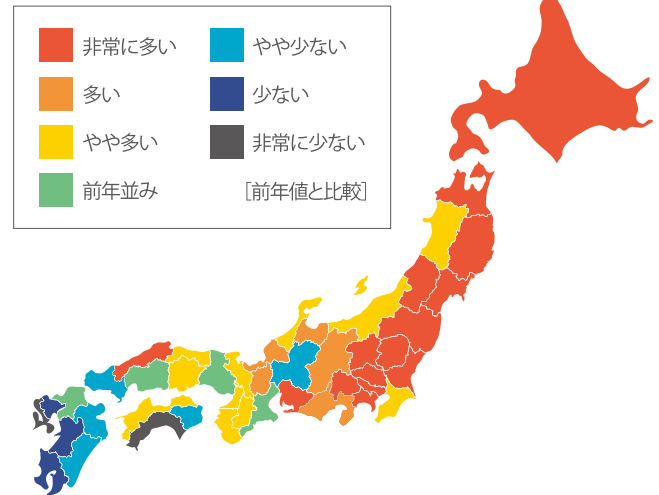 非常に多い
多い
やや多い
前年並み
やや少ない
少ない
非常に少ない
[前年値と比較]